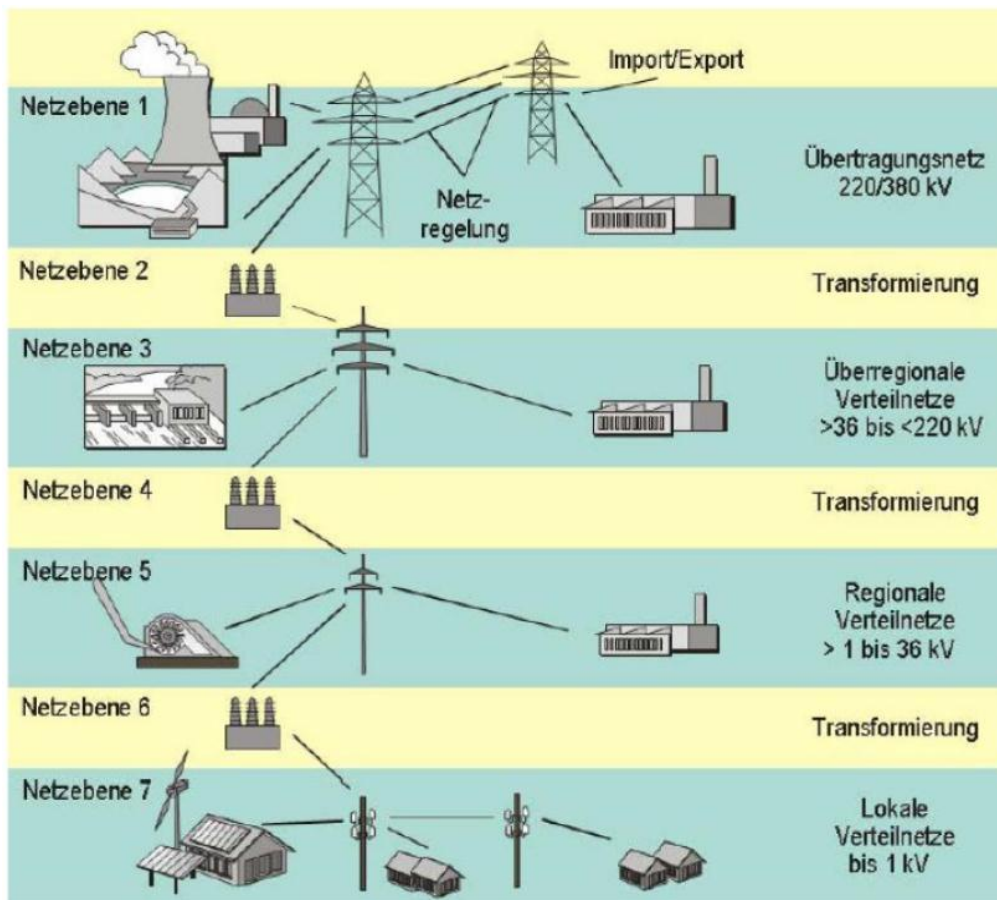 Import/Export
Netzebene 1
Übertragungsnetz
220/380 kV
Netz-
regelung
Netzebene 2
Transformierung
Netzebene 3
Überregionale
Verteilnetze
>36 bis <220 kV
Netzebene 4
Transformierung
Netzebene 5
Regionale
Verteilnetze
> 1 bis 36 kV
Netzebene 6
Transformierung
Netzebene 7
Lokale
Verteilnetze
bis 1 kV